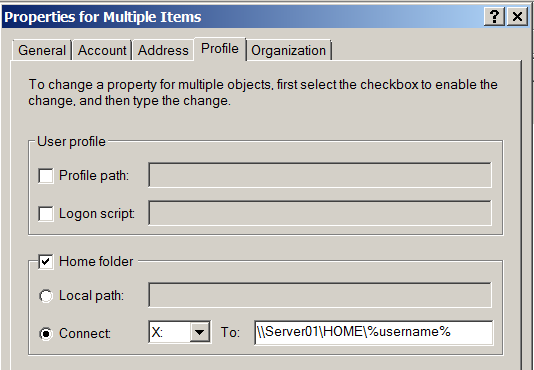 Properties for Multiple Items
General Account Address Profile Organization
To change a property for multiple objects, first select the checkbox to enable the
change, and then type the change.
User profile
Profile path:
Logon script:
Home folder
Local path:
Connect: X: To: \\Server01\HOME\%username%